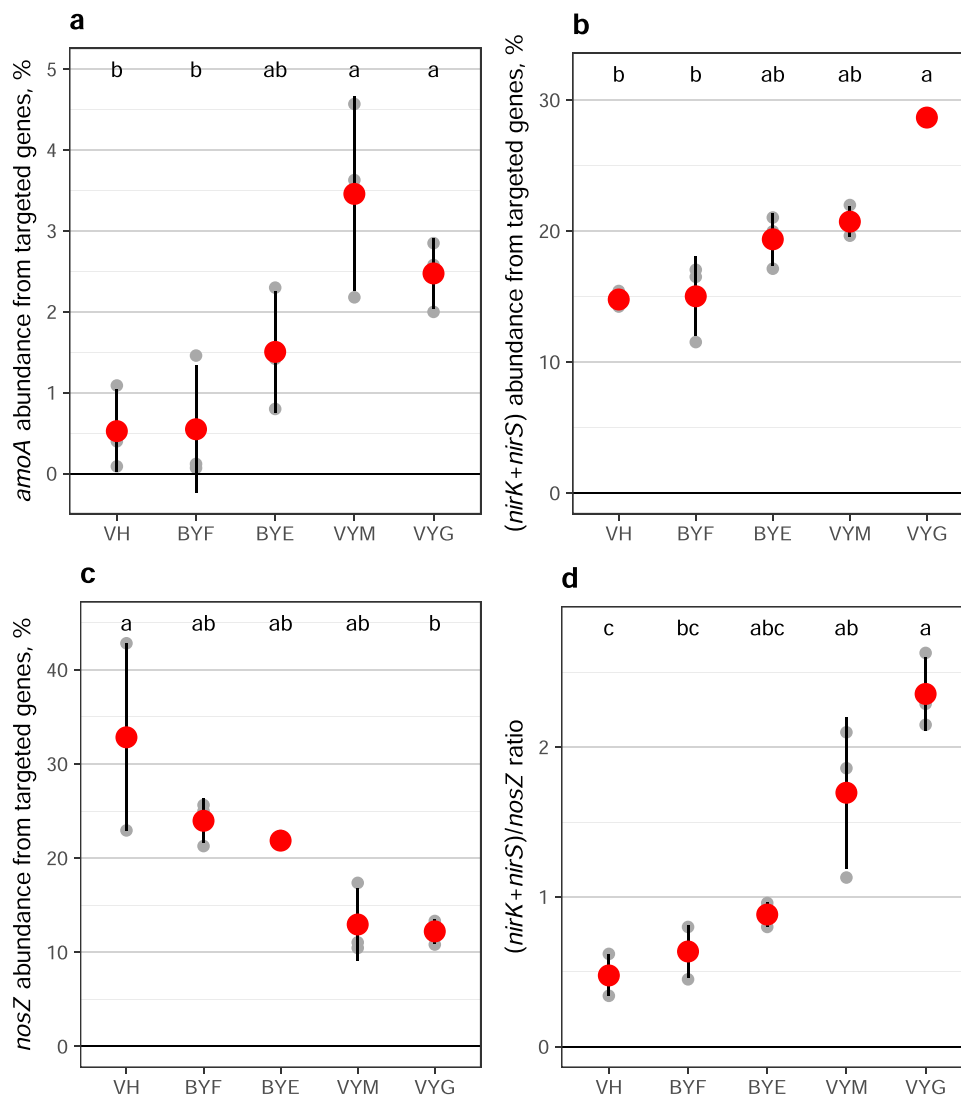 a
amoA abundance from targeted genes, %
5
4
3
2
1
0
b b ab a a
VH BYF BYE VYM VYG
b
(nirK+nirS) abundance from targeted genes, %
30
20
10
0
b b ab ab a
VH BYF BYE VYM VYG
c
nosZ abundance from targeted genes, %
40
30
20
10
0
a ab ab ab b
VH BYF BYE VYM VYG
d
(nirK+nirS)/nosZ ratio
2
1
0
c bc abc ab a
VH BYF BYE VYM VYG